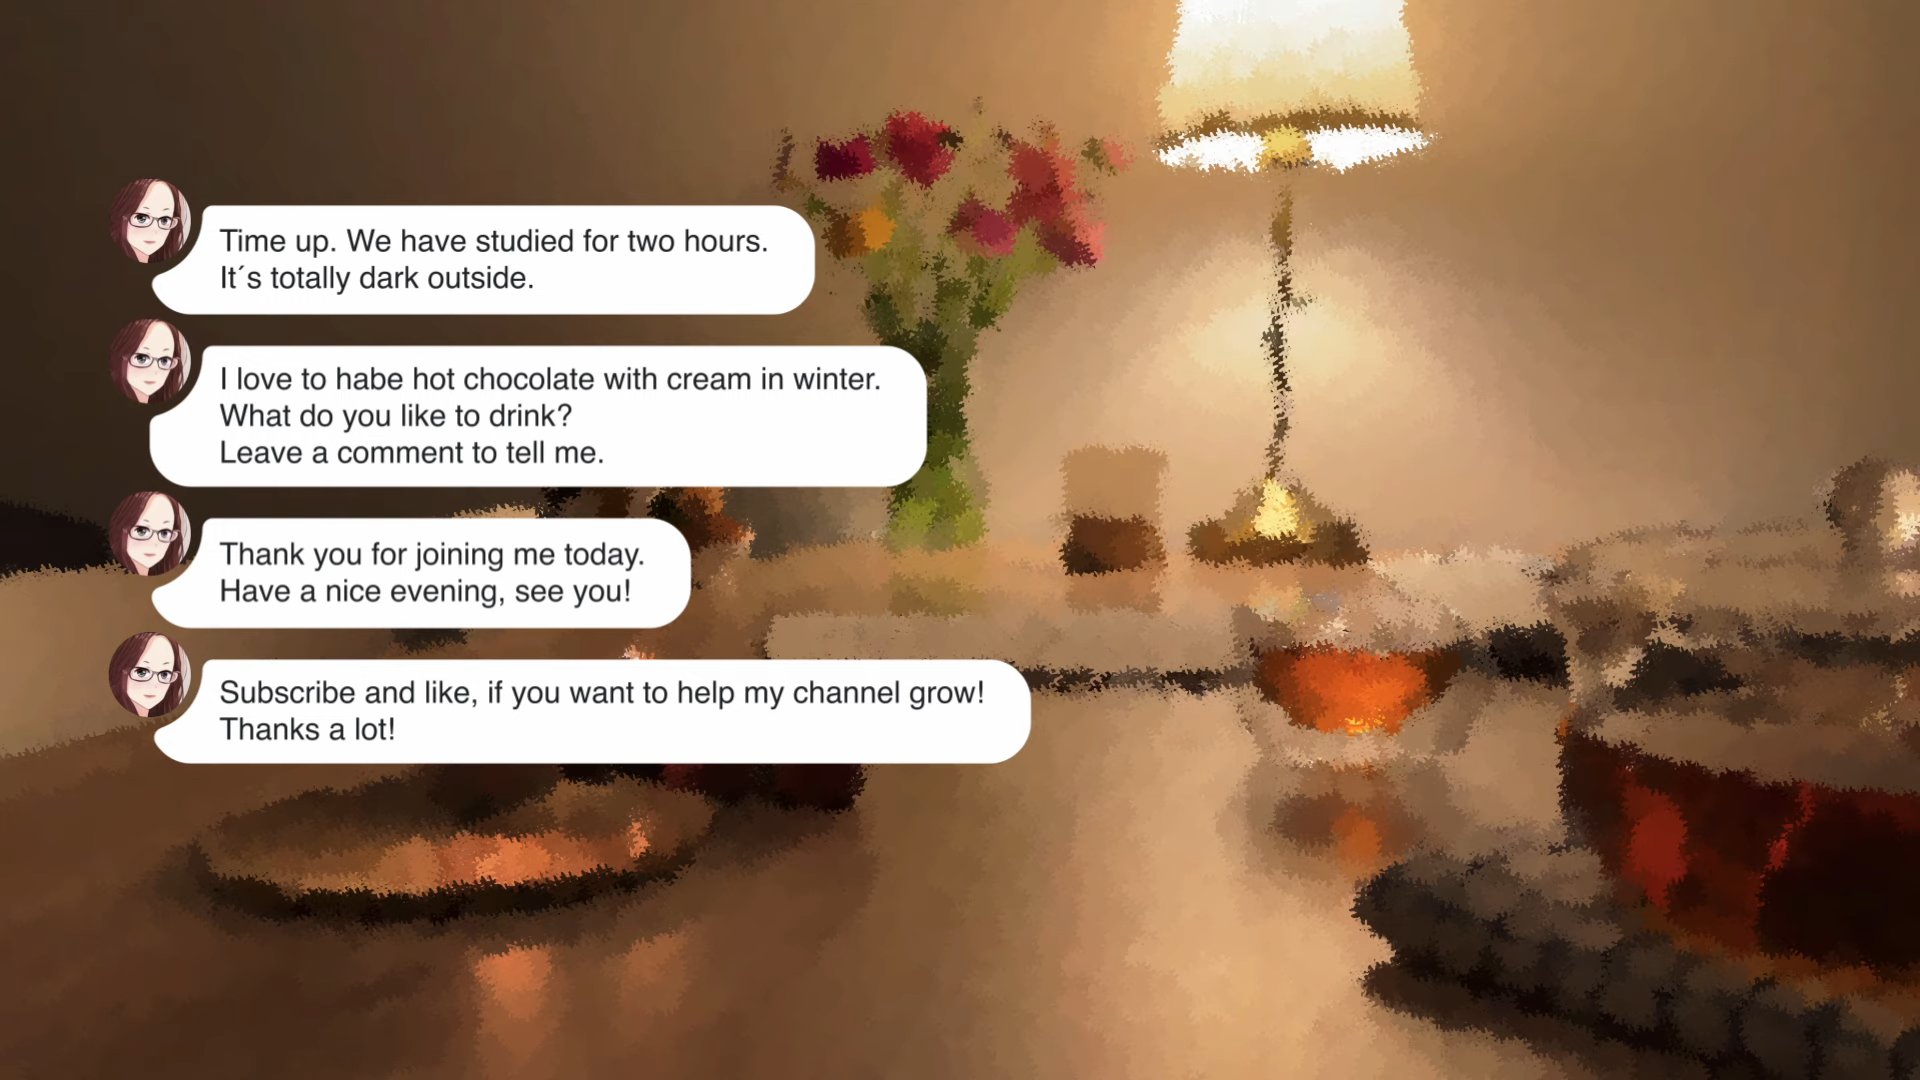 Time up. We have studied for two hours.
It´s totally dark outside.
I love to habe hot chocolate with cream in winter.
What do you like to drink?
Leave a comment to tell me.
Thank you for joining me today.
Have a nice evening, see you!
Subscribe and like, if you want to help my channel grow!
Thanks a lot!